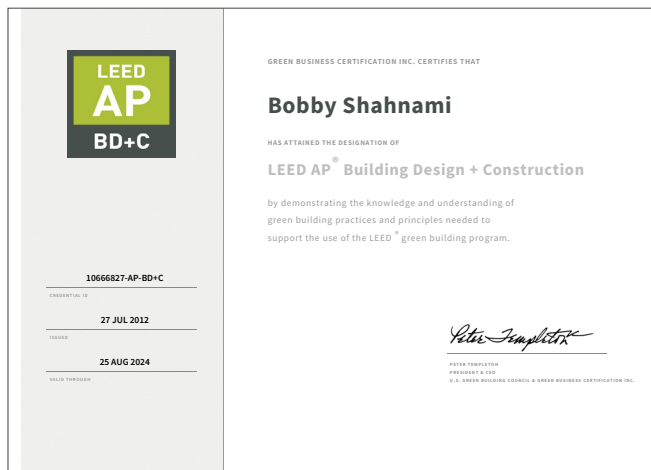 LEED
AP
BD+C
10666827-AP-BD+C
CREDENTIAL ID
27 JUL 2012
ISSUED
25 AUG 2024
VALID THROUGH
GREEN BUSINESS CERTIFICATION INC. CERTIFIES THAT
Bobby Shahnami
HAS ATTAINED THE DESIGNATION OF
LEED AP® Building Design + Construction
by demonstrating the knowledge and understanding of
green building practices and principles needed to
support the use of the LEED ® green building program.
Peter Templeton
PETER TEMPLETON
PRESIDENT & CEO
U.S. GREEN BUILDING COUNCIL & GREEN BUSINESS CERTIFICATION INC.